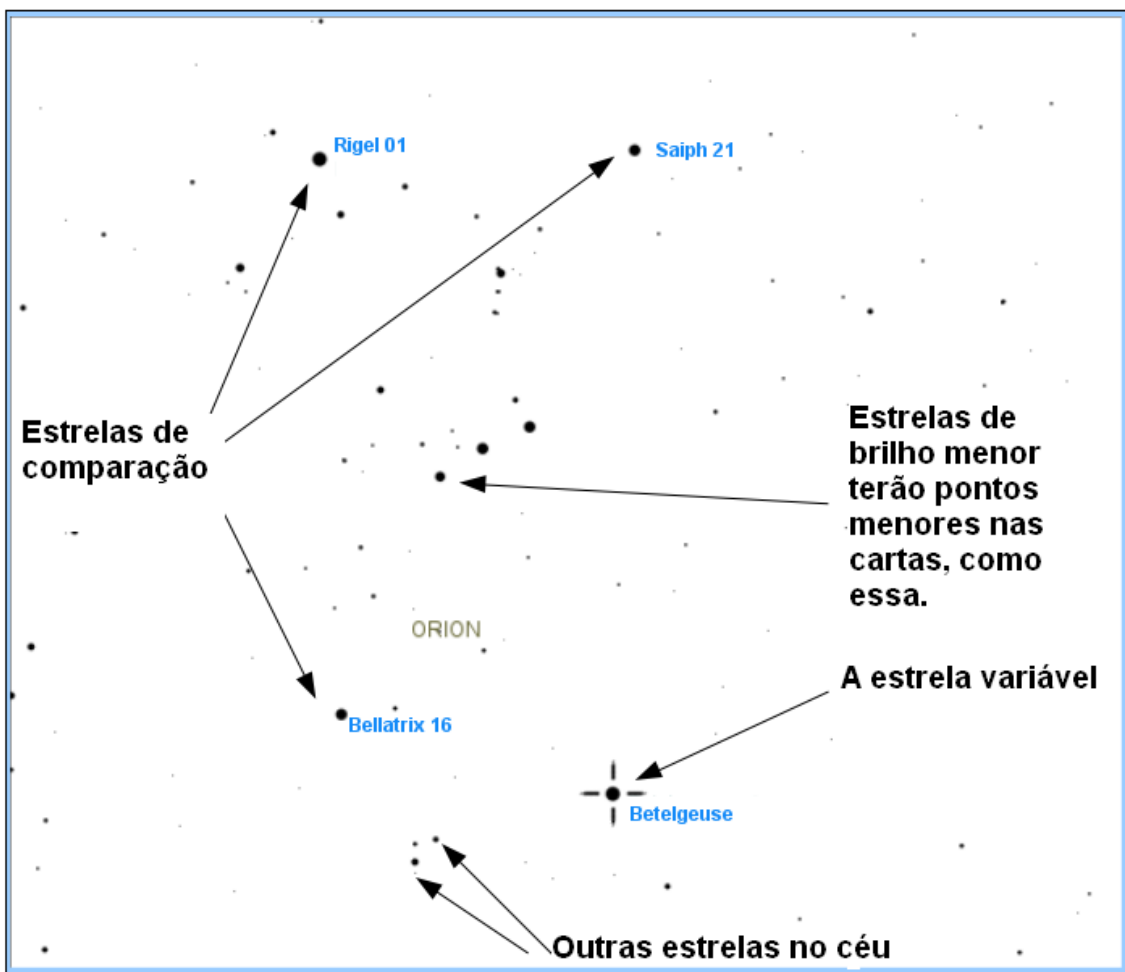 Rigel 01
Saiph 21
Estrelas de
comparação
Estrelas de
brilho menor
terão pontos
menores nas
cartas, como
essa.
ORION
A estrela variável
Bellatrix 16
Betelgeuse
Outras estrelas no céu